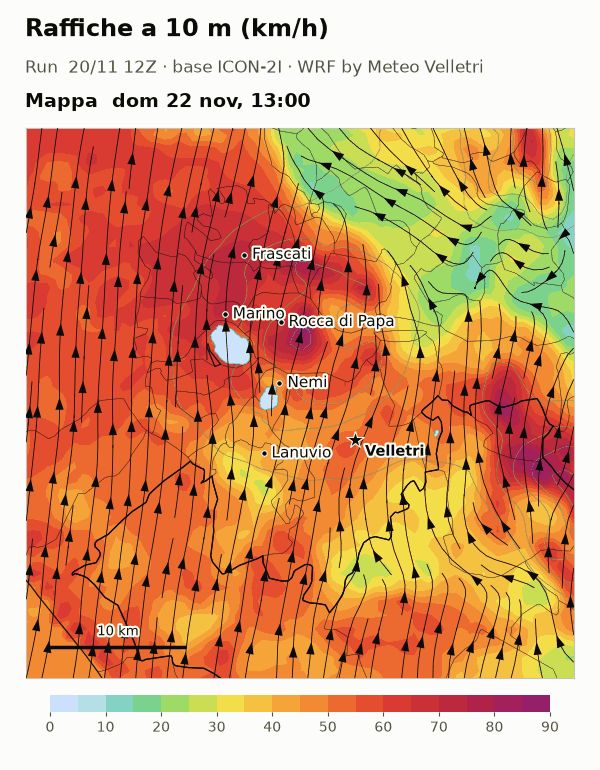 Raffiche a 10 m (km/h)
Run  20/11 12Z · base ICON-2I · WRF by Meteo Velletri
Mappa  dom 22 nov, 13:00
Frascati
Marino
Rocca di Papa
Nemi
Lanuvio
Velletri
10 km
0 10 20 30 40 50 60 70 80 90